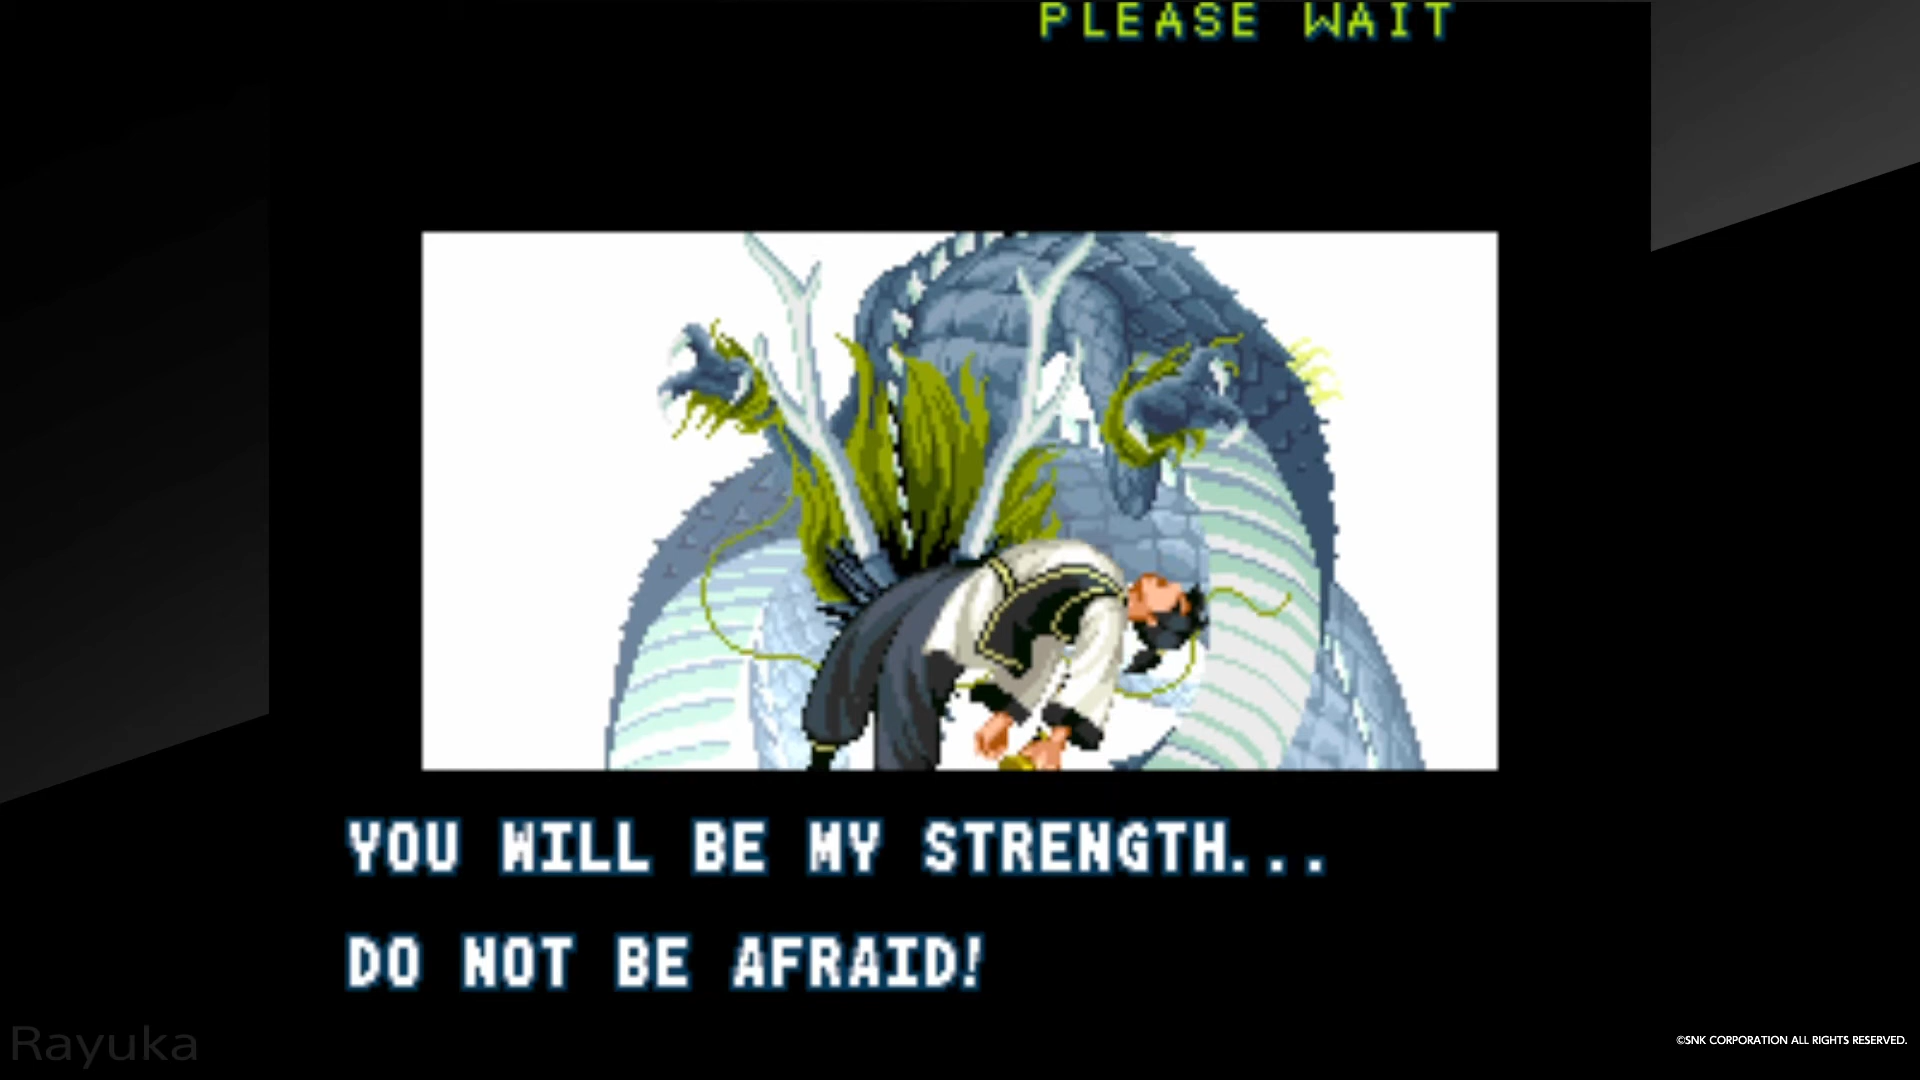 PLEASE WAIT
YOU WILL BE MY STRENGTH...
DO NOT BE AFRAID!
Rayuka
©SNK CORPORATION ALL RIGHTS RESERVED.